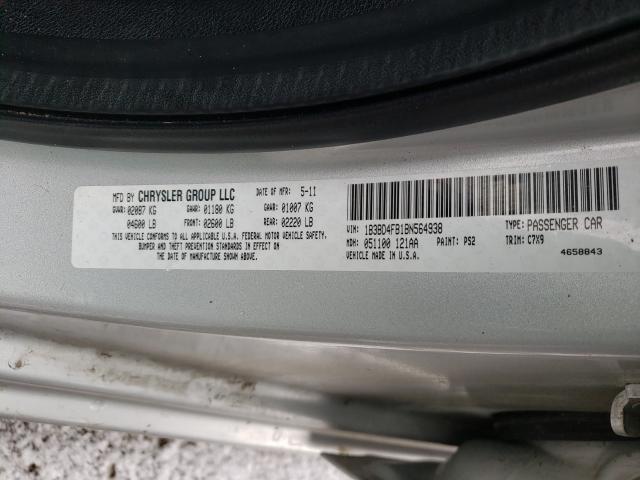 MFD BY CHRYSLER GROUP LLC DATE OF MFR: 5-11
GVWR: 02087 KG GAWR: 01180 KG GAWR: 01007 KG
04600 LB FRONT: 02600 LB REAR: 02220 LB
THIS VEHICLE CONFORMS TO ALL APPLICABLE U.S.A. FEDERAL MOTOR VEHICLE SAFETY,
BUMPER AND THEFT PREVENTION STANDARDS IN EFFECT ON
THE DATE OF MANUFACTURE SHOWN ABOVE.
VIN: 1B3BD4FB1BN564938 TYPE: PASSENGER CAR
MDH: 051100 121AA PAINT: PS2 TRIM: C7X9
VEHICLE MADE IN U.S.A. 4658843